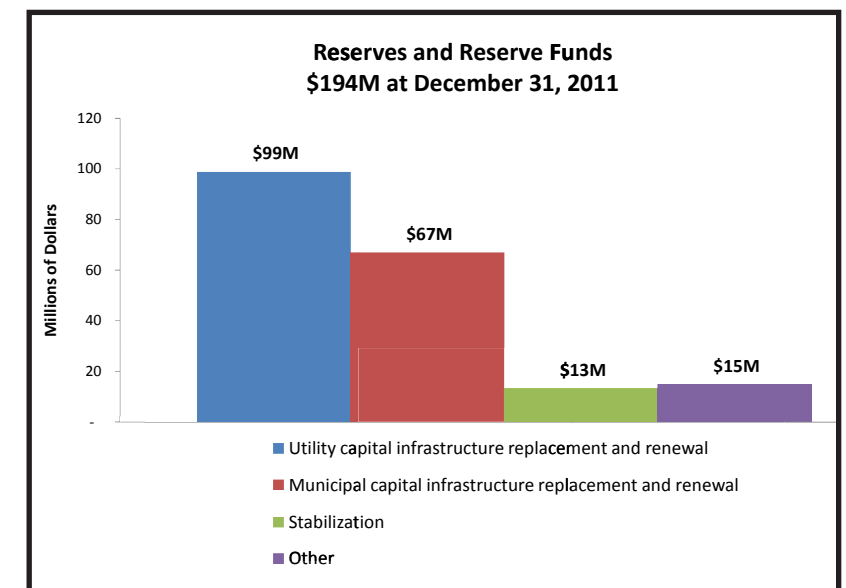 Reserves and Reserve Funds
$194M at December 31, 2011
Millions of Dollars
120
100
80
60
40
20
-
$99M
$67M
$13M
$15M
Utility capital infrastructure replacement and renewal
Municipal capital infrastructure replacement and renewal
Stabilization
Other